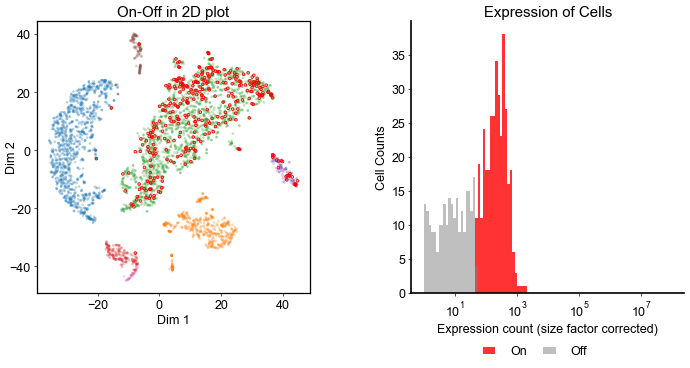 On-Off in 2D plot
40
20
0
−20
−40
Dim 2
−20
0
20
40
Dim 1
Expression of Cells
35
30
25
20
15
10
5
0
Cell Counts
10^1
10^3
10^5
10^7
Expression count (size factor corrected)
On
Off